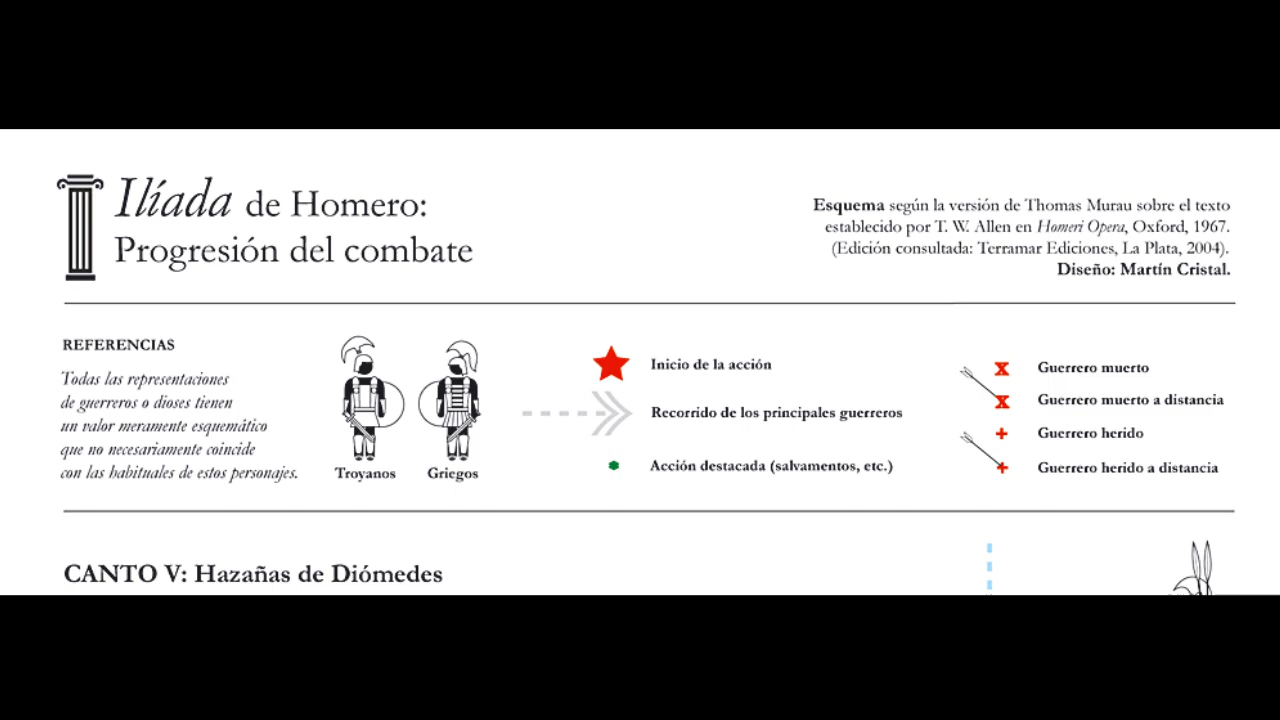 Ilíada de Homero:
Progresión del combate
Esquema según la versión de Thomas Murau sobre el texto
establecido por T. W. Allen en Homeri Opera, Oxford, 1967.
(Edición consultada: Terramar Ediciones, La Plata, 2004).
Diseño: Martín Cristal.
REFERENCIAS
Todas las representaciones
de guerreros o dioses tienen
un valor meramente esquemático
que no necesariamente coincide
con las habituales de estos personajes.
Troyanos
Griegos
Inicio de la acción
Recorrido de los principales guerreros
Acción destacada (salvamentos, etc.)
Guerrero muerto
Guerrero muerto a distancia
Guerrero herido
Guerrero herido a distancia
CANTO V: Hazañas de Diómedes